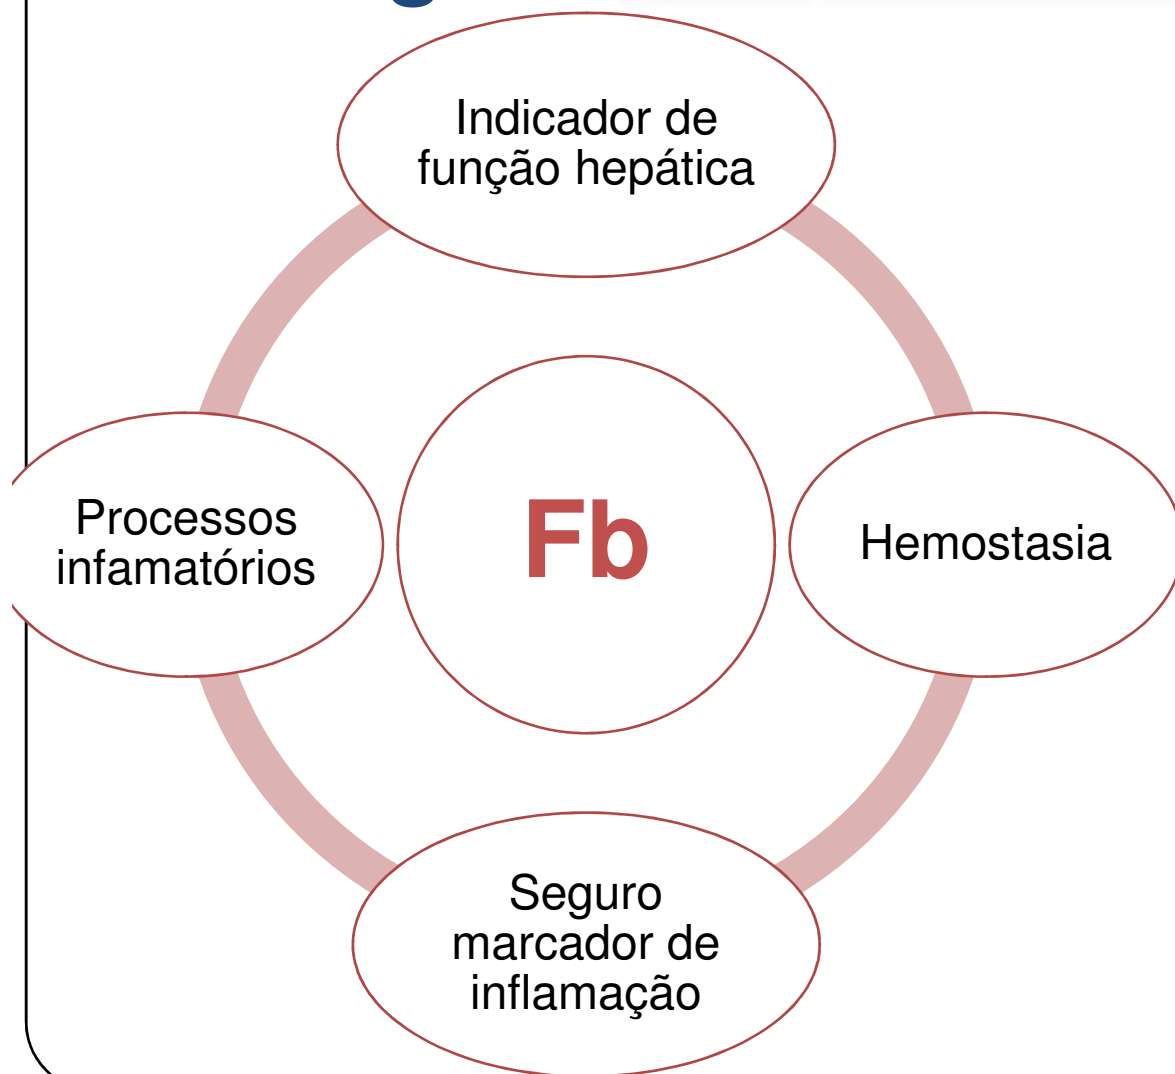 Indicador de
função hepática
Processos
infamatórios
Fb
Hemostasia
Seguro
marcador de
inflamação